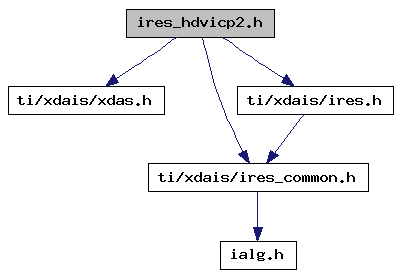 ires_hdvicp2.h
ti/xdais/xdas.h
ti/xdais/ires.h
ti/xdais/ires_common.h
ialg.h